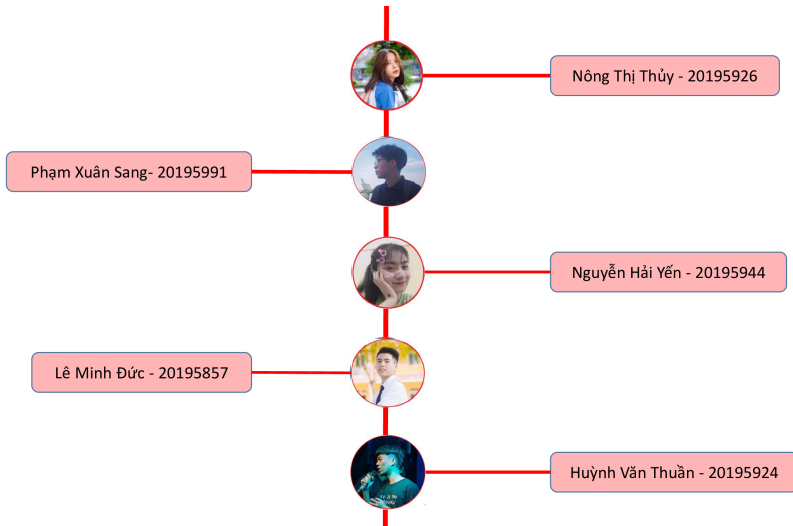 Nông Thị Thủy - 20195926
Phạm Xuân Sang- 20195991
Nguyễn Hải Yến - 20195944
Lê Minh Đức - 20195857
Huỳnh Văn Thuần - 20195924